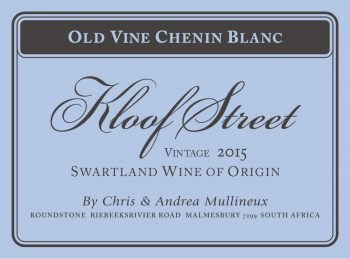 OLD VINE CHENIN BLANC
Kloof Street
VINTAGE 2015
SWARTLAND WINE OF ORIGIN
By Chris & Andrea Mullineux
ROUNDSTONE RIEBEEKSRIVIER ROAD MALMESBURY 7299 SOUTH AFRICA